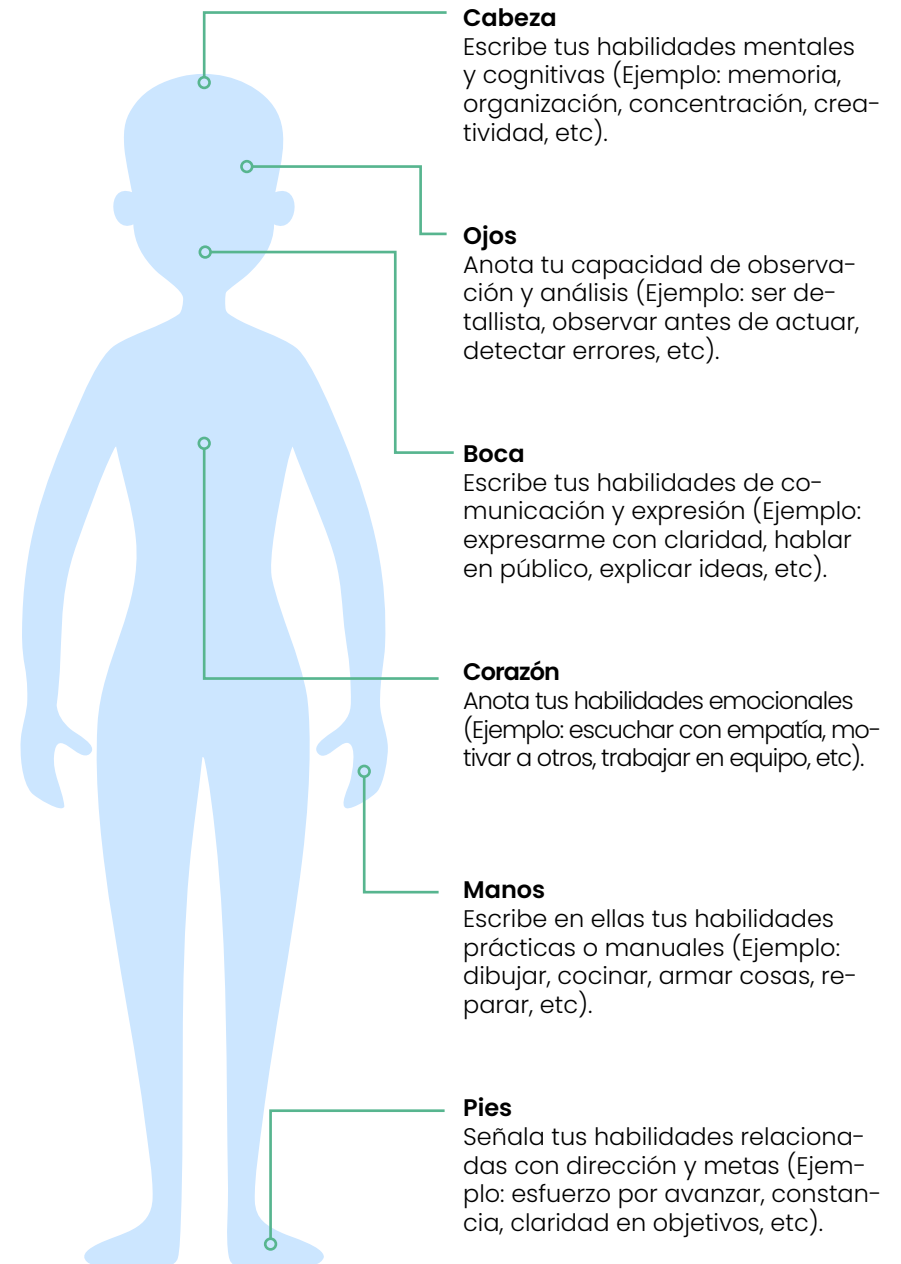 Cabeza
Escribe tus habilidades mentales
y cognitivas (Ejemplo: memoria,
organización, concentración, crea-
tividad, etc).
Ojos
Anota tu capacidad de observa-
ción y análisis (Ejemplo: ser de-
tallista, observar antes de actuar,
detectar errores, etc).
Boca
Escribe tus habilidades de co-
municación y expresión (Ejemplo:
expresarme con claridad, hablar
en público, explicar ideas, etc).
Corazón
Anota tus habilidades emocionales
(Ejemplo: escuchar con empatía, mo-
tivar a otros, trabajar en equipo, etc).
Manos
Escribe en ellas tus habilidades
prácticas o manuales (Ejemplo:
dibujar, cocinar, armar cosas, re-
parar, etc).
Pies
Señala tus habilidades relaciona-
das con dirección y metas (Ejem-
plo: esfuerzo por avanzar, constan-
cia, claridad en objetivos, etc).